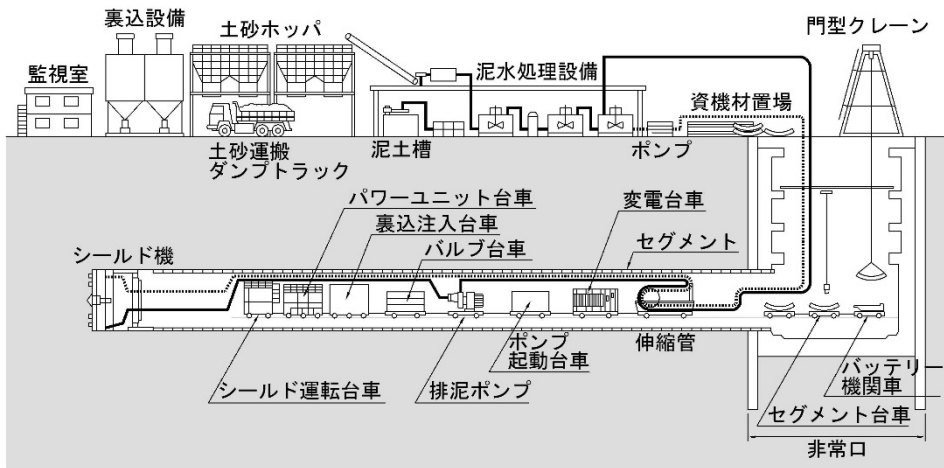 裏込設備
土砂ホッパ
門型クレーン
監視室
泥水処理設備
資機材置場
土砂運搬
ダンプトラック
泥土槽
ポンプ
パワーユニット台車
変電台車
裏込注入台車
セグメント
バルブ台車
シールド機
ポンプ
起動台車
伸縮管
シールド運転台車
排泥ポンプ
バッテリー
機関車
セグメント台車
非常口